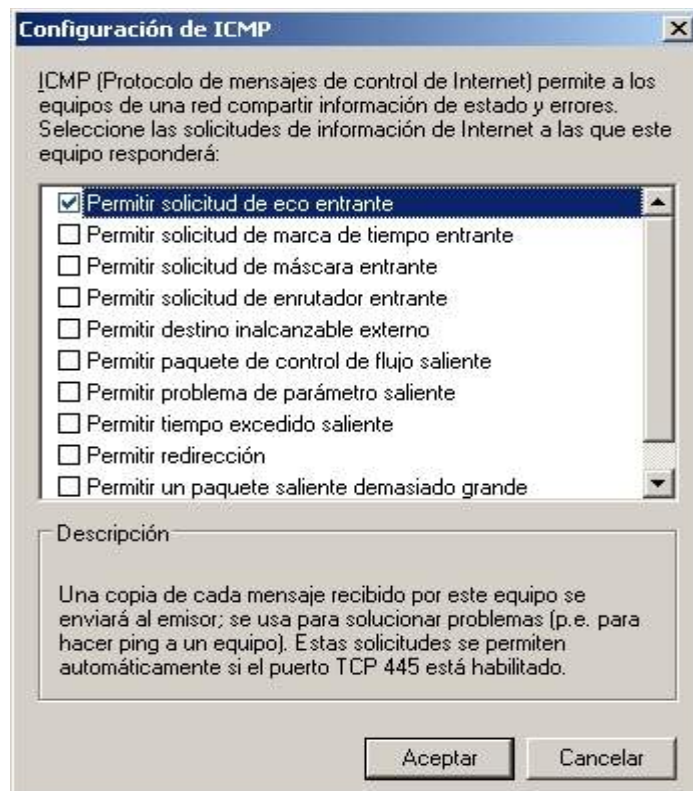 Configuración de ICMP
ICMP (Protocolo de mensajes de control de Internet) permite a los
equipos de una red compartir información de estado y errores.
Seleccione las solicitudes de información de Internet a las que este
equipo responderá:
Permitir solicitud de eco entrante
Permitir solicitud de marca de tiempo entrante
Permitir solicitud de máscara entrante
Permitir solicitud de enrutador entrante
Permitir destino inalcanzable externo
Permitir paquete de control de flujo saliente
Permitir problema de parámetro saliente
Permitir tiempo excedido saliente
Permitir redirección
Permitir un paquete saliente demasiado grande
Descripción
Una copia de cada mensaje recibido por este equipo se
enviará al emisor; se usa para solucionar problemas (p.e. para
hacer ping a un equipo). Estas solicitudes se permiten
automáticamente si el puerto TCP 445 está habilitado.
Aceptar
Cancelar